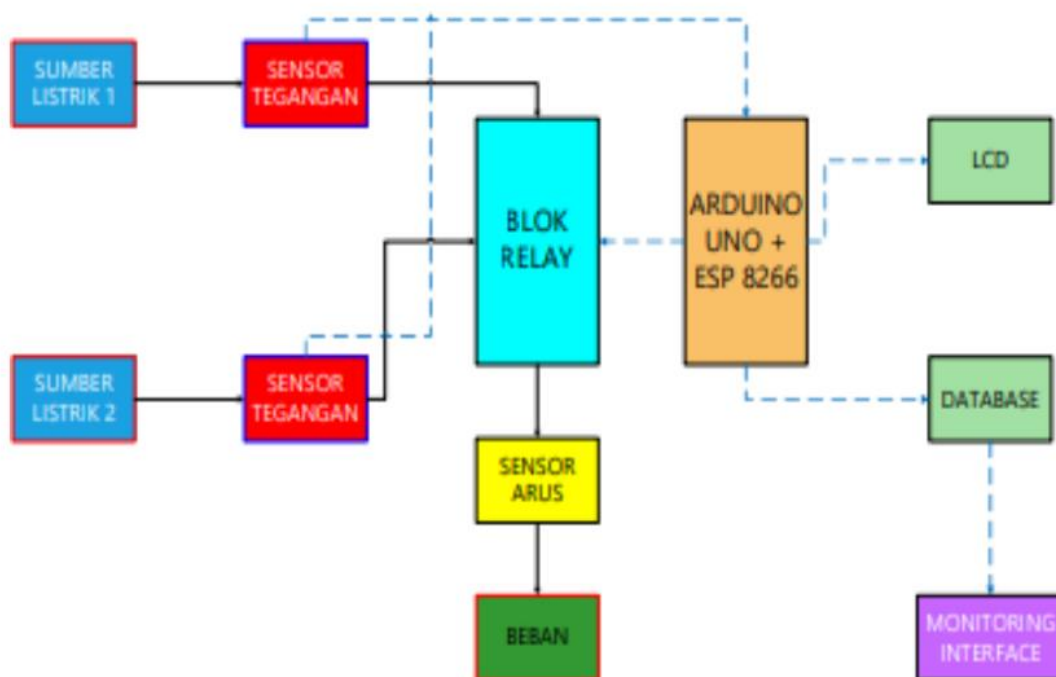 SUMBER
LISTRIK 1
SENSOR
TEGANGAN
BLOK
RELAY
ARDUINO
UNO +
ESP 8266
LCD
SUMBER
LISTRIK 2
SENSOR
TEGANGAN
DATABASE
SENSOR
ARUS
BEBAN
MONITORING
INTERFACE